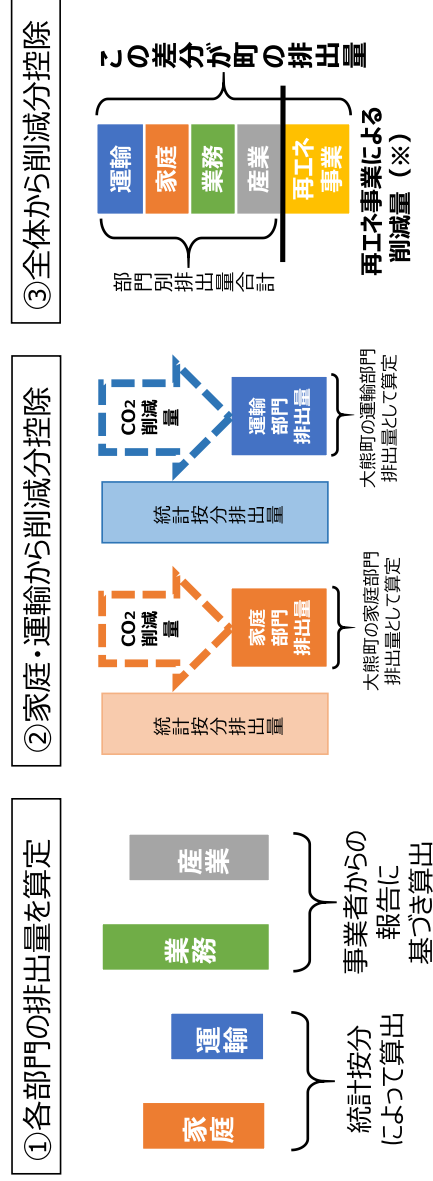 ①各部門の排出量を算定
家庭
運輸
業務
産業
統計按分
によって算出
事業者からの
報告に
基づき算出
②家庭・運輸から削減分控除
統計按分排出量
CO2
削減
量
家庭
部門
排出量
大熊町の家庭部門
排出量として算定
統計按分排出量
CO2
削減
量
運輸
部門
排出量
大熊町の運輸部門
排出量として算定
③全体から削減分控除
この差分が町の排出量
運輸
家庭
業務
産業
再エネ
事業
部門別排出量合計
再エネ事業による
削減量（※）